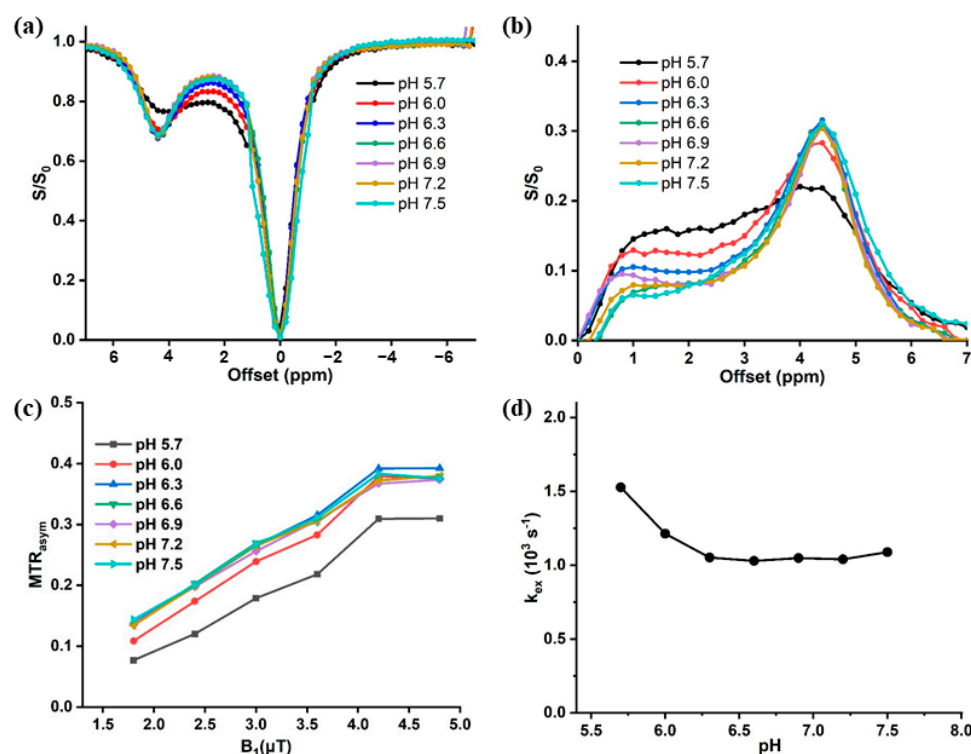 (a)
1.0
0.8
0.6
0.4
0.2
0.0
S/S0
pH 5.7
pH 6.0
pH 6.3
pH 6.6
pH 6.9
pH 7.2
pH 7.5
6 4 2 0 −2 −4 −6
Offset (ppm)
(b)
0.4
0.3
0.2
0.1
0.0
S/S0
pH 5.7
pH 6.0
pH 6.3
pH 6.6
pH 6.9
pH 7.2
pH 7.5
0 1 2 3 4 5 6 7
Offset (ppm)
(c)
0.5
0.4
0.3
0.2
0.1
0.0
MTRasym
pH 5.7
pH 6.0
pH 6.3
pH 6.6
pH 6.9
pH 7.2
pH 7.5
1.5 2.0 2.5 3.0 3.5 4.0 4.5 5.0
B1(μT)
(d)
2.0
1.5
1.0
0.5
0.0
kex (10³ s⁻¹)
5.5 6.0 6.5 7.0 7.5 8.0
pH